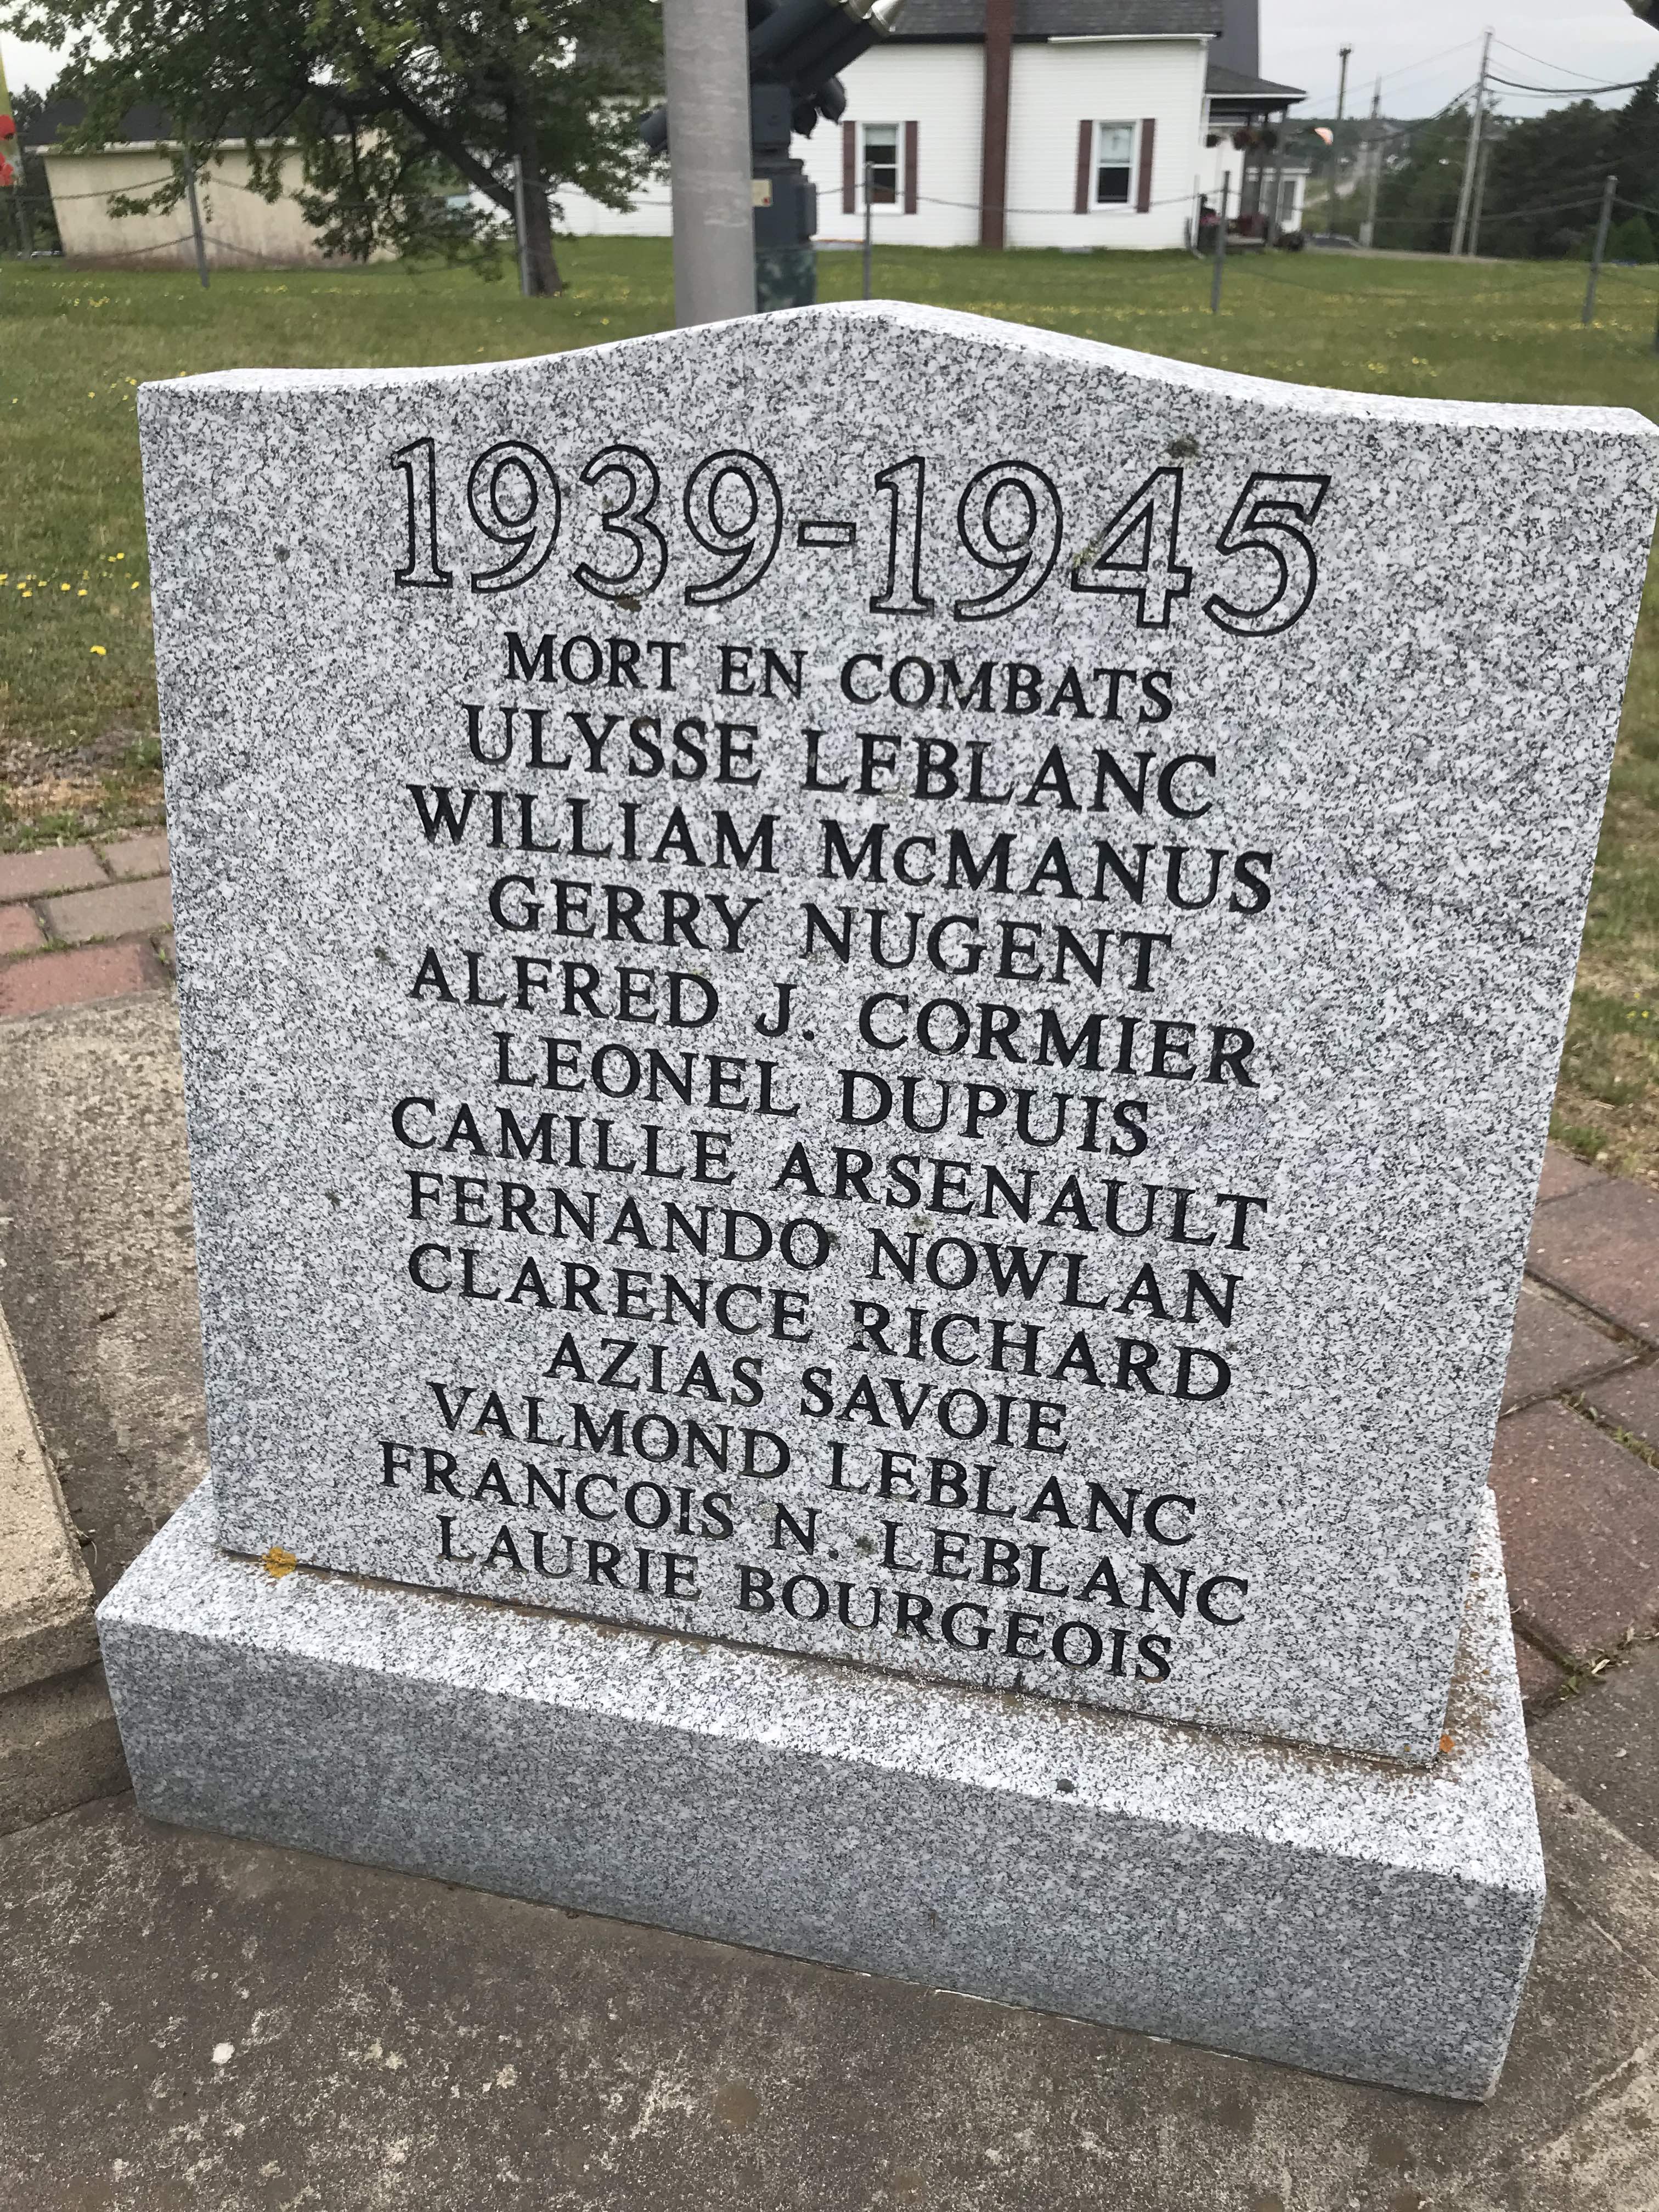 1939-1945
MORT EN COMBATS
ULYSSE LEBLANC
WILLIAM MCMANUS
GERRY NUGENT
ALFRED J. CORMIER
LEONEL DUPUIS
CAMILLE ARSENAULT
FERNANDO NOWLAN
CLARENCE RICHARD
AZIAS SAVOIE
VALMOND LEBLANC
FRANCOIS N. LEBLANC
LAURIE BOURGEOIS